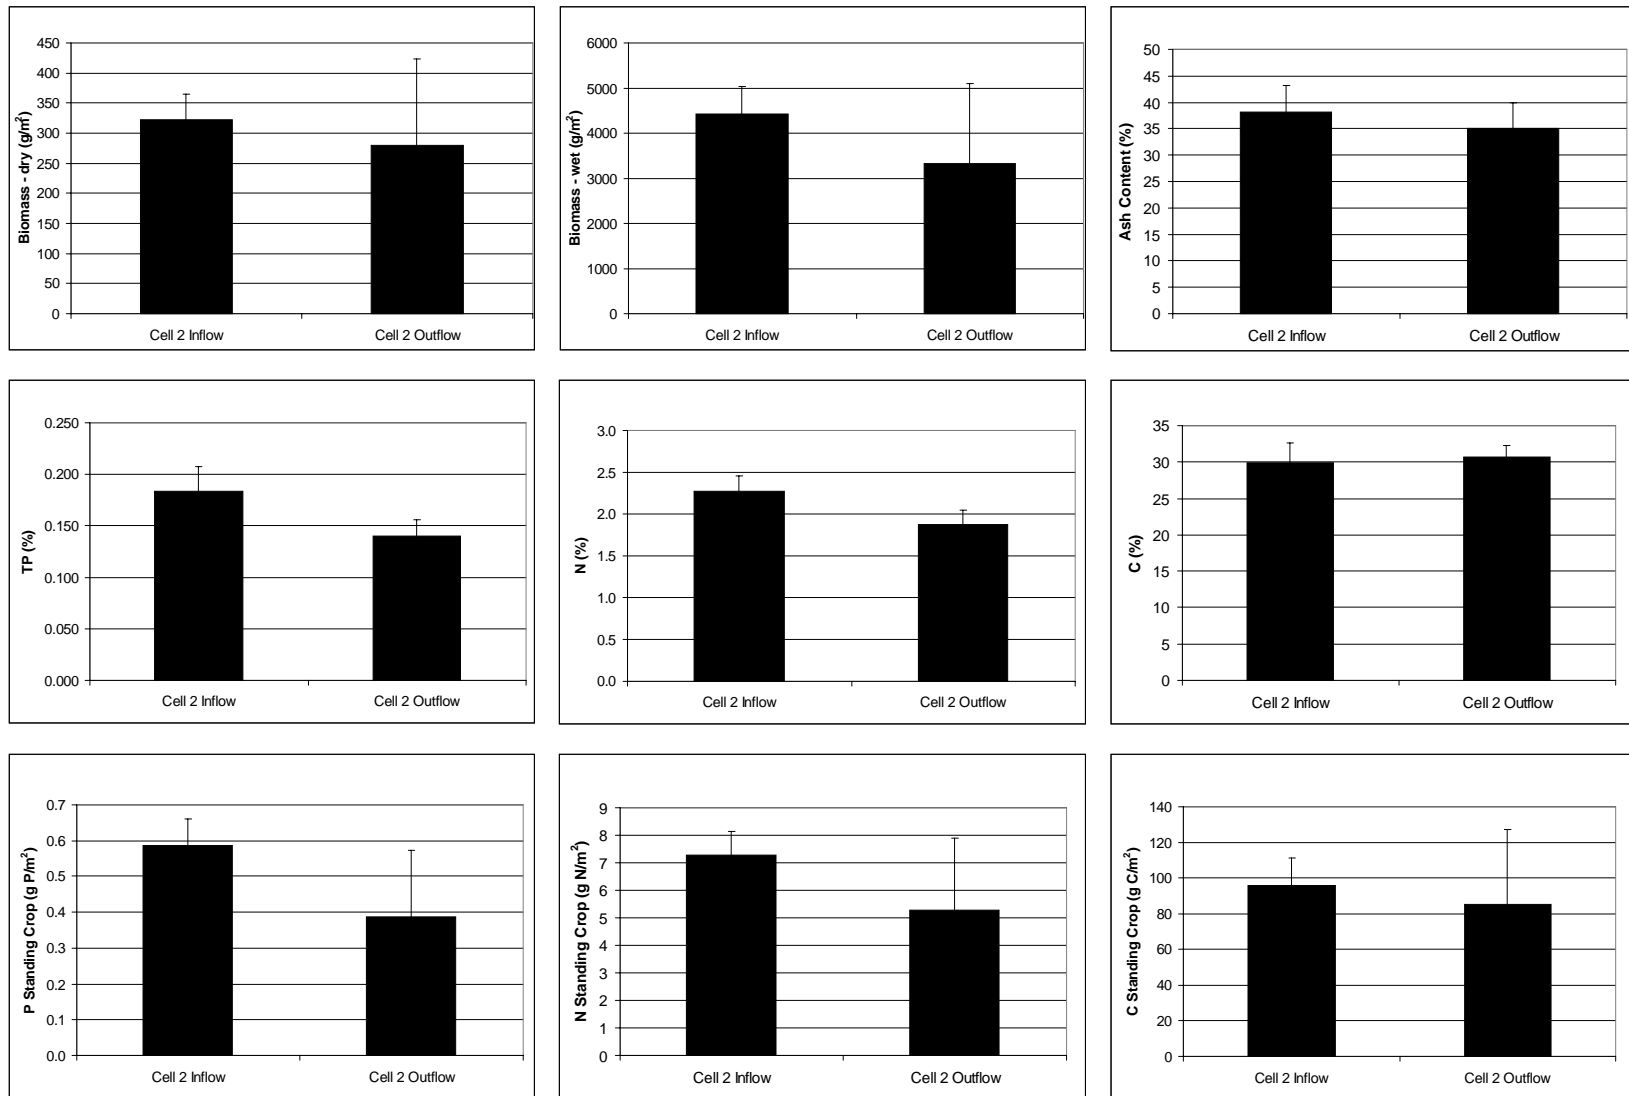 Biomass - dry (g/m²)
450
400
350
300
250
200
150
100
50
0
Cell 2 Inflow
Cell 2 Outflow
Biomass - wet (g/m²)
6000
5000
4000
3000
2000
1000
0
Cell 2 Inflow
Cell 2 Outflow
Ash Content (%)
50
45
40
35
30
25
20
15
10
5
0
Cell 2 Inflow
Cell 2 Outflow
TP (%)
0.250
0.200
0.150
0.100
0.050
0.000
Cell 2 Inflow
Cell 2 Outflow
N (%)
3.0
2.5
2.0
1.5
1.0
0.5
0.0
Cell 2 Inflow
Cell 2 Outflow
C (%)
35
30
25
20
15
10
5
0
Cell 2 Inflow
Cell 2 Outflow
P Standing Crop (g P/m²)
0.7
0.6
0.5
0.4
0.3
0.2
0.1
0.0
Cell 2 Inflow
Cell 2 Outflow
N Standing Crop (g N/m²)
9
8
7
6
5
4
3
2
1
0
Cell 2 Inflow
Cell 2 Outflow
C Standing Crop (g C/m²)
140
120
100
80
60
40
20
0
Cell 2 Inflow
Cell 2 Outflow